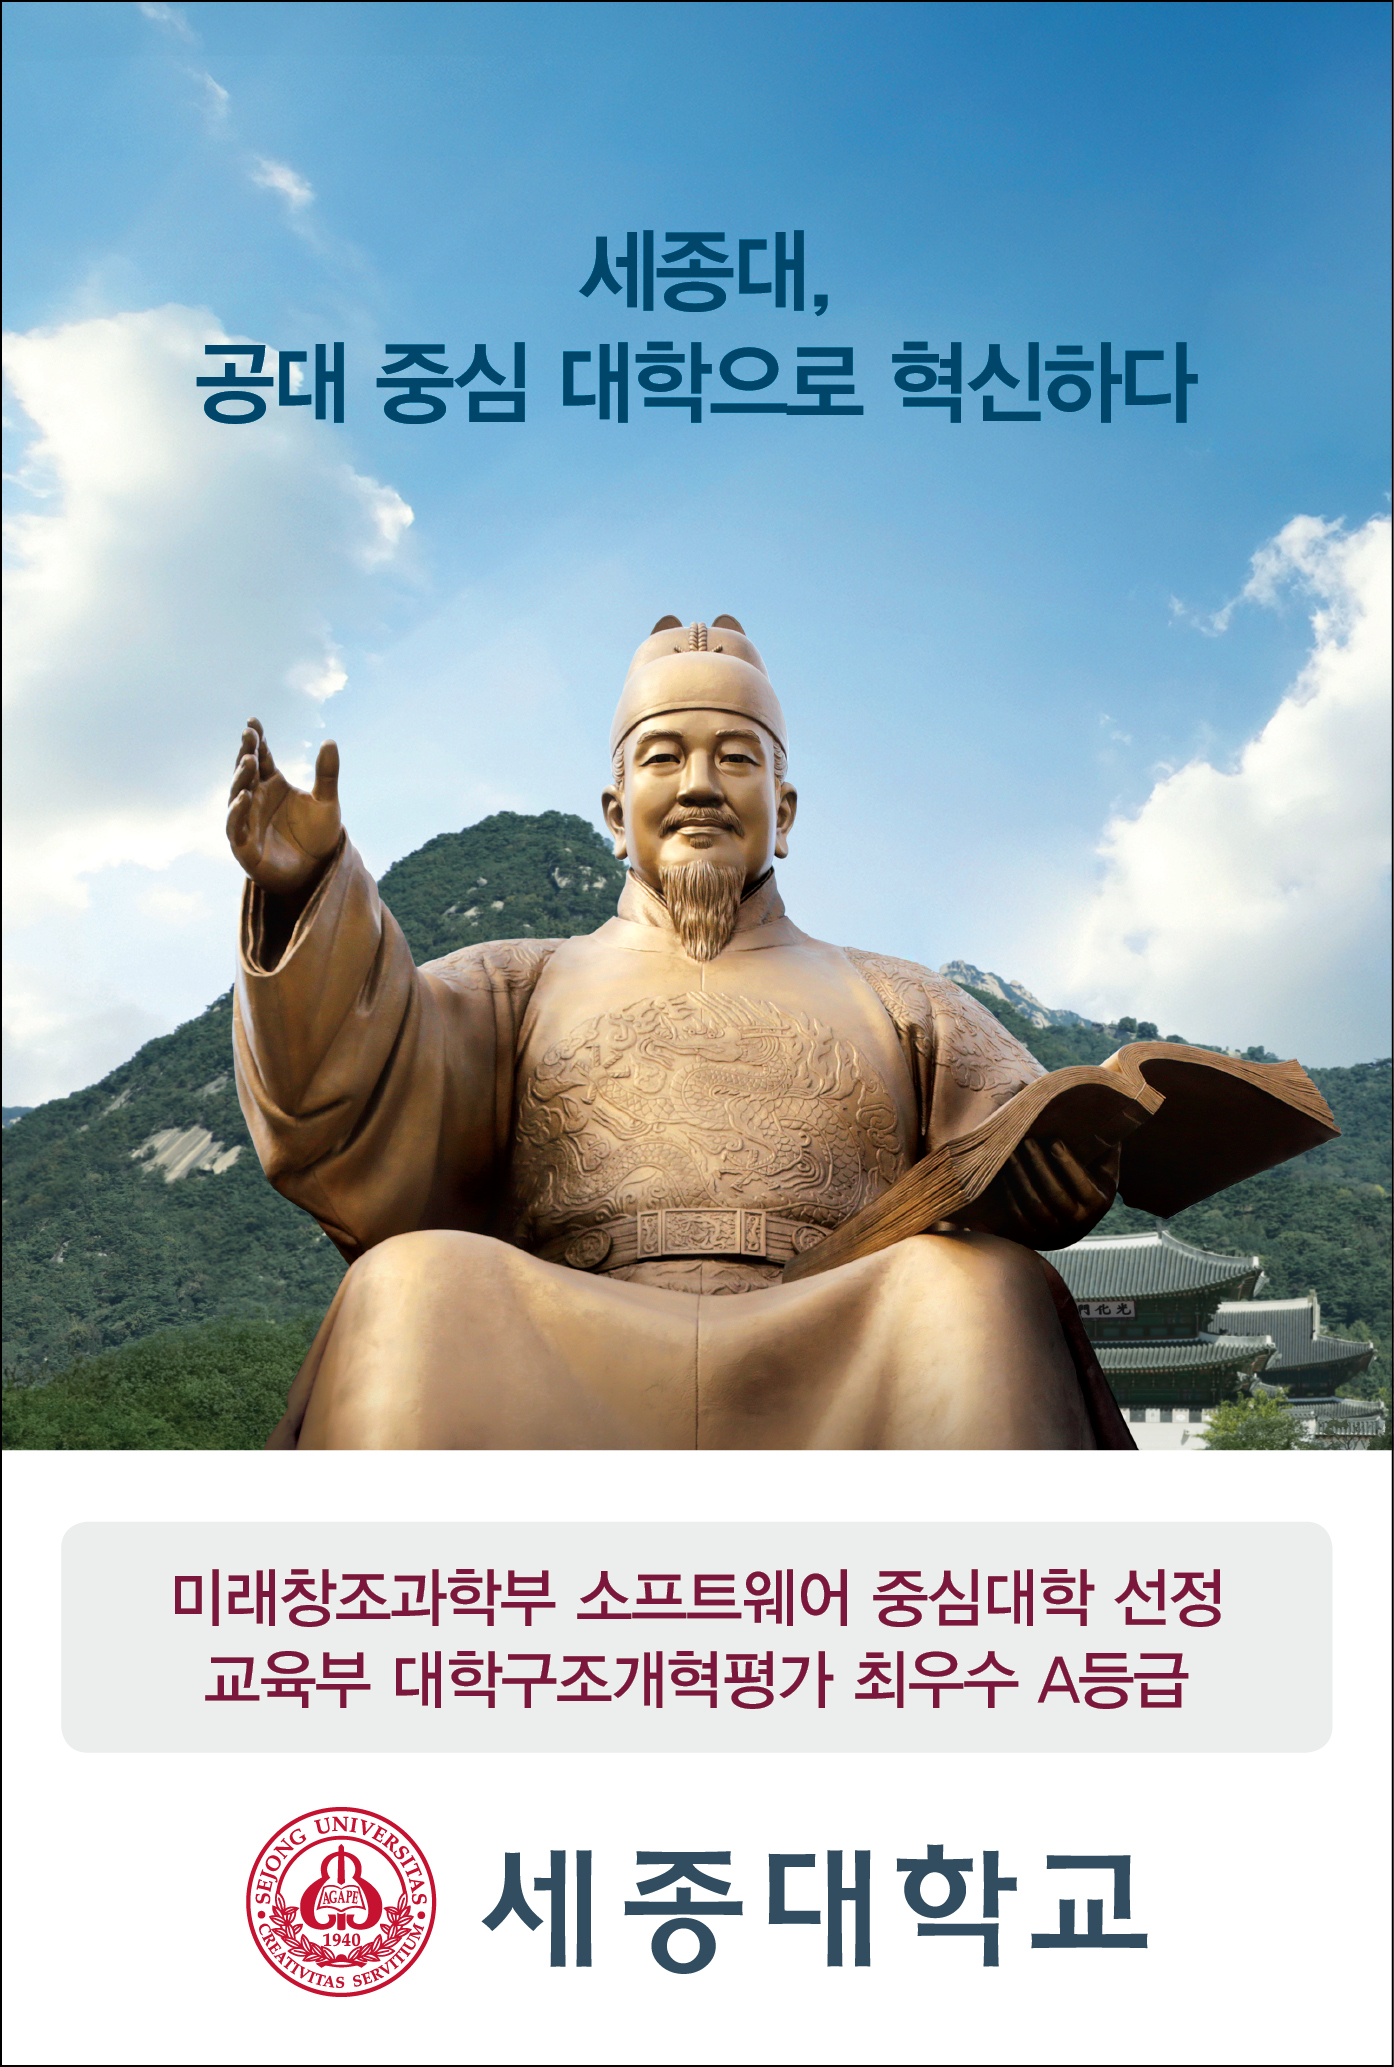 세종대,
공대 중심 대학으로 혁신하다
門化光
미래창조과학부 소프트웨어 중심대학 선정
교육부 대학구조개혁평가 최우수 A등급
SEJONG UNIVERSITAS
AGAPE
1940
CREATIVITAS SERVITIUM
세종대학교